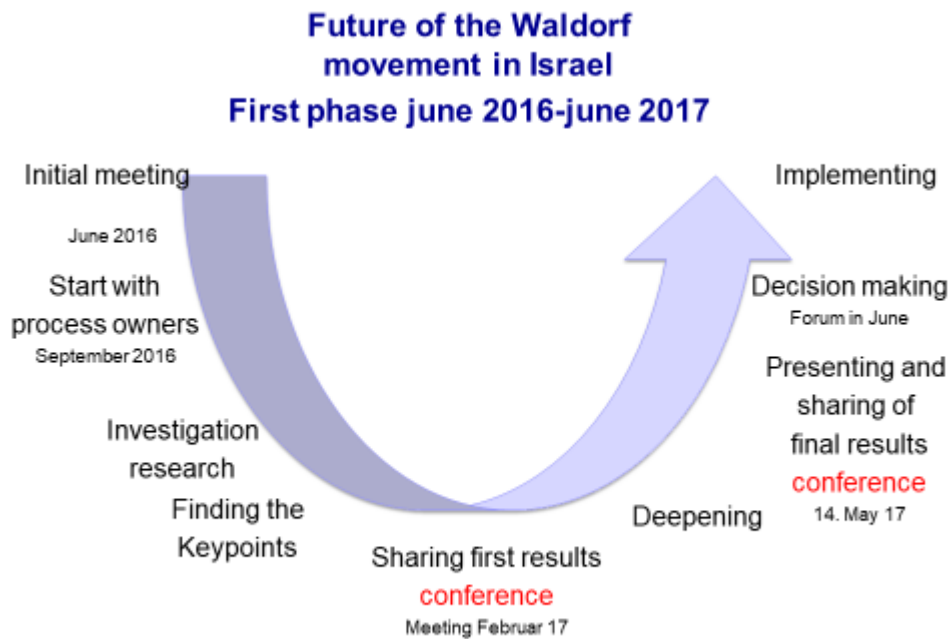 Future of the Waldorf
movement in Israel
First phase june 2016-june 2017
Initial meeting
June 2016
Start with
process owners
September 2016
Investigation
research
Finding the
Keypoints
Sharing first results
conference
Meeting Februar 17
Deepening
Presenting and
sharing of
final results
conference
14. May 17
Decision making
Forum in June
Implementing